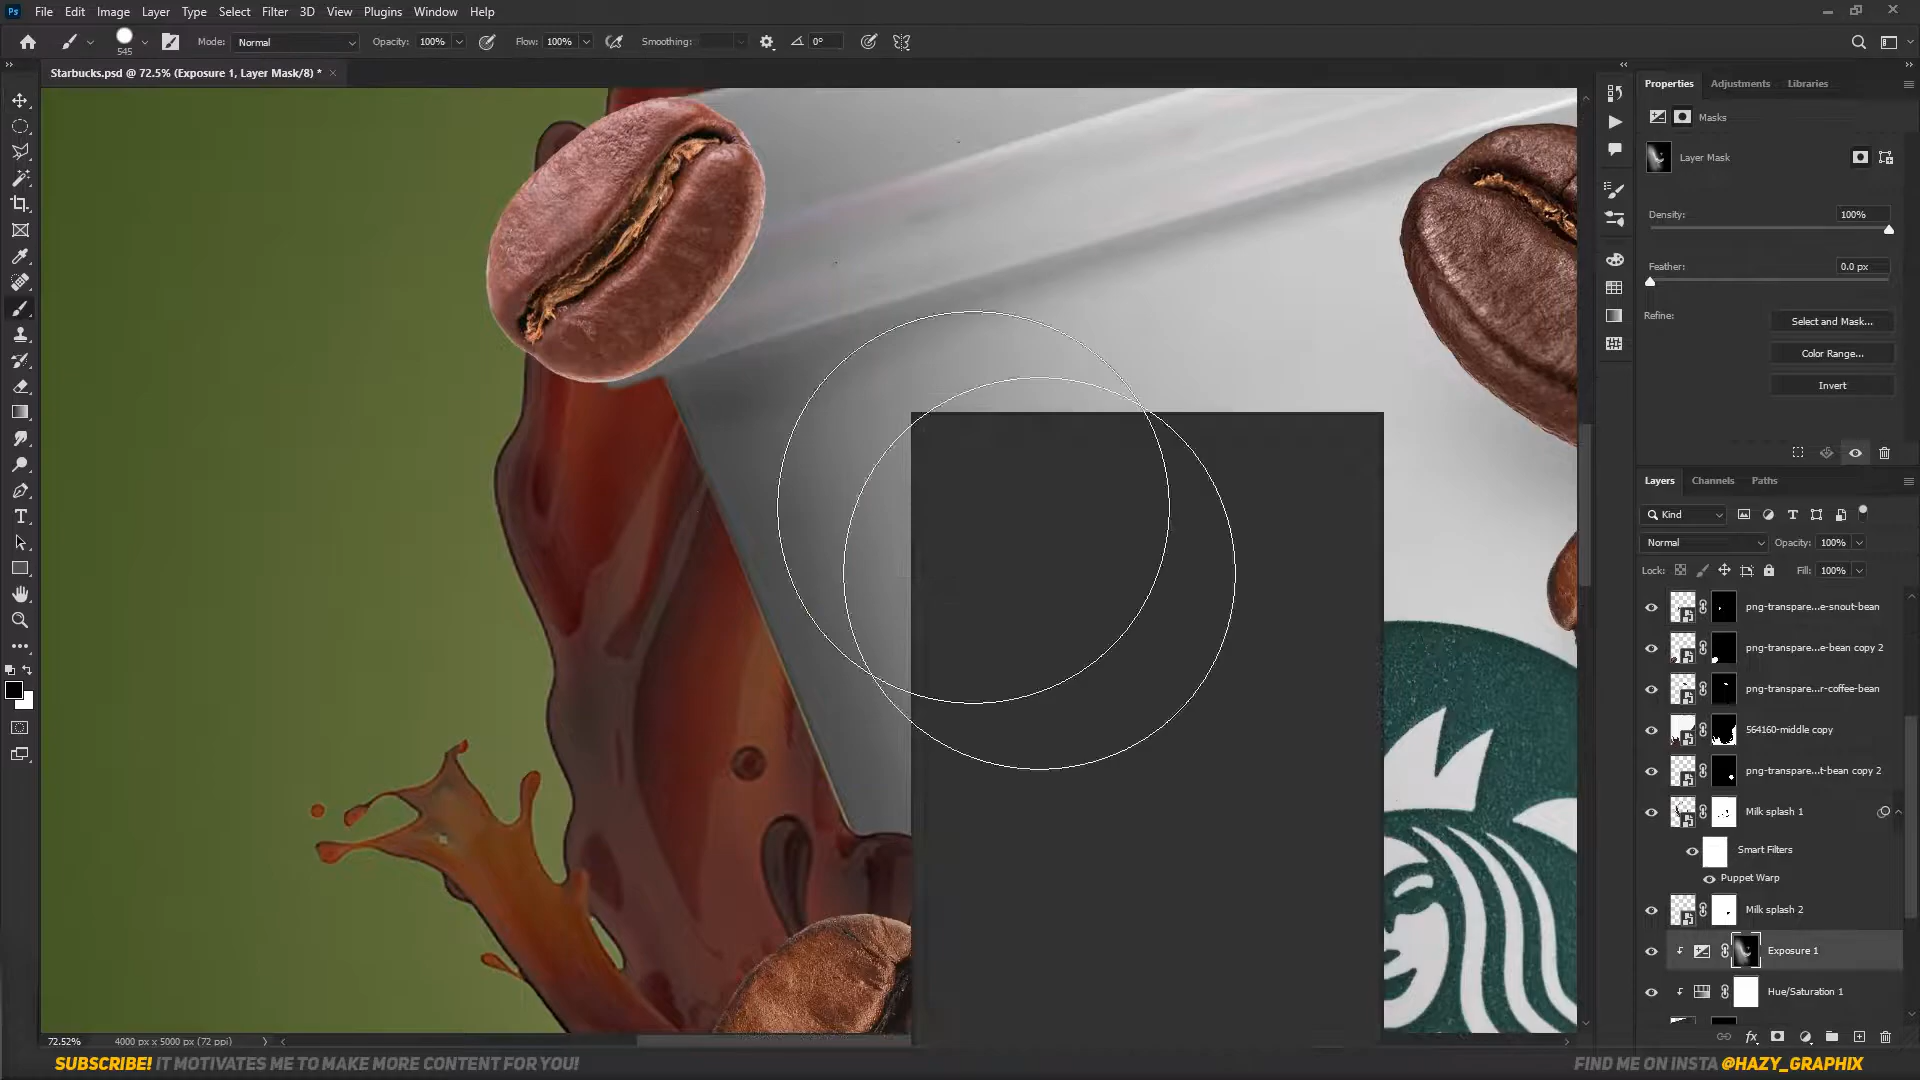 Ps File Edit Image Layer Type Select Filter 3D View Plugins Window Help
545 Mode: Normal Opacity: 100% Flow: 100% Smoothing: 0°
Starbucks.psd @ 72.5% (Exposure 1, Layer Mask/8) * ×
Properties Adjustments Libraries
Masks
Layer Mask
Density: 100%
Feather: 0.0 px
Refine: Select and Mask...
Color Range...
Invert
Layers Channels Paths
Kind
Normal Opacity: 100%
Lock: Fill: 100%
png-transpare...e-snout-bean
png-transpare...e-bean copy 2
png-transpare...r-coffee-bean
564160-middle copy
png-transpare...t-bean copy 2
Milk splash 1
Smart Filters
Puppet Warp
Milk splash 2
Exposure 1
Hue/Saturation 1
72.52% 4000 px x 5000 px (72 ppi)
SUBSCRIBE! IT MOTIVATES ME TO MAKE MORE CONTENT FOR YOU!
FIND ME ON INSTA @HAZY_GRAPHIX